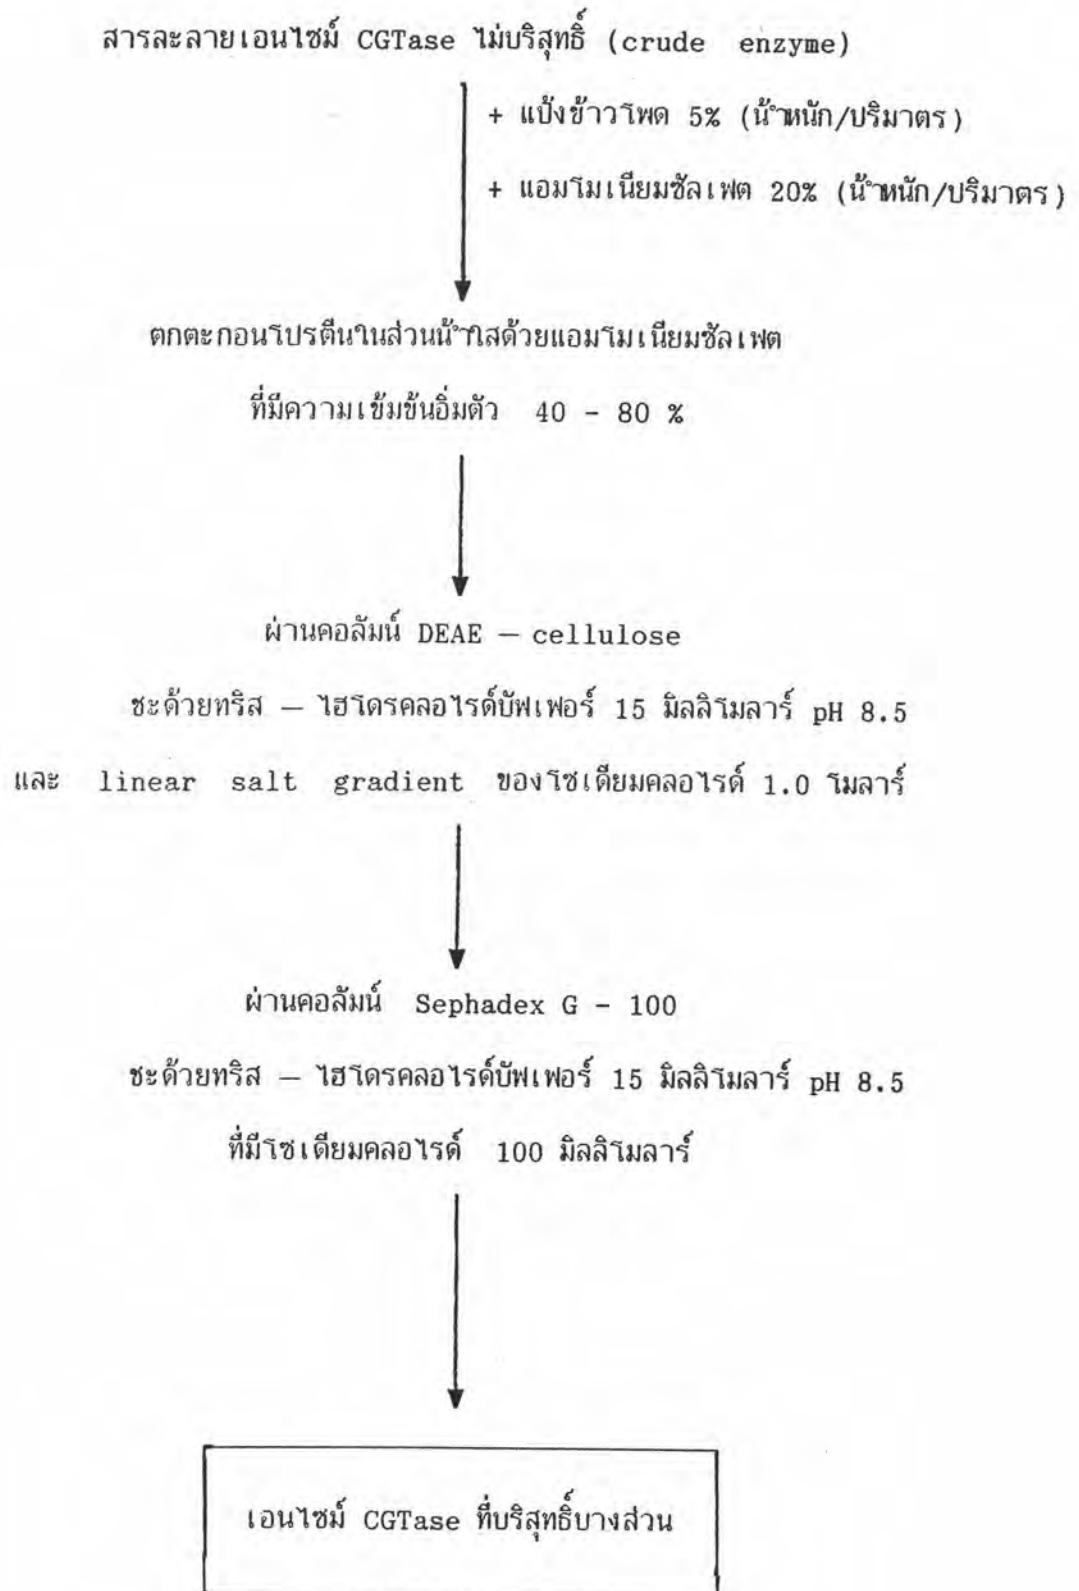 สารละลายเอนไซม์ CGTase ไม่บริสุทธิ์ (crude enzyme)
+ แป้งข้าวโพด 5% (น้ำหนัก/ปริมาตร)
+ แอมโมเนียมซัลเฟต 20% (น้ำหนัก/ปริมาตร)
ตกตะกอนโปรตีนในส่วนน้ำใสด้วยแอมโมเนียมซัลเฟต
ที่มีความเข้มข้นอิ่มตัว 40 - 80 %
ผ่านคอลัมน์ DEAE — cellulose
ชะด้วยทริส — ไฮโดรคลอไรด์บัฟเฟอร์ 15 มิลลิโมลาร์ pH 8.5
และ linear salt gradient ของโซเดียมคลอไรด์ 1.0 โมลาร์
ผ่านคอลัมน์ Sephadex G - 100
ชะด้วยทริส — ไฮโดรคลอไรด์บัฟเฟอร์ 15 มิลลิโมลาร์ pH 8.5
ที่มีโซเดียมคลอไรด์ 100 มิลลิโมลาร์
เอนไซม์ CGTase ที่บริสุทธิ์บางส่วน